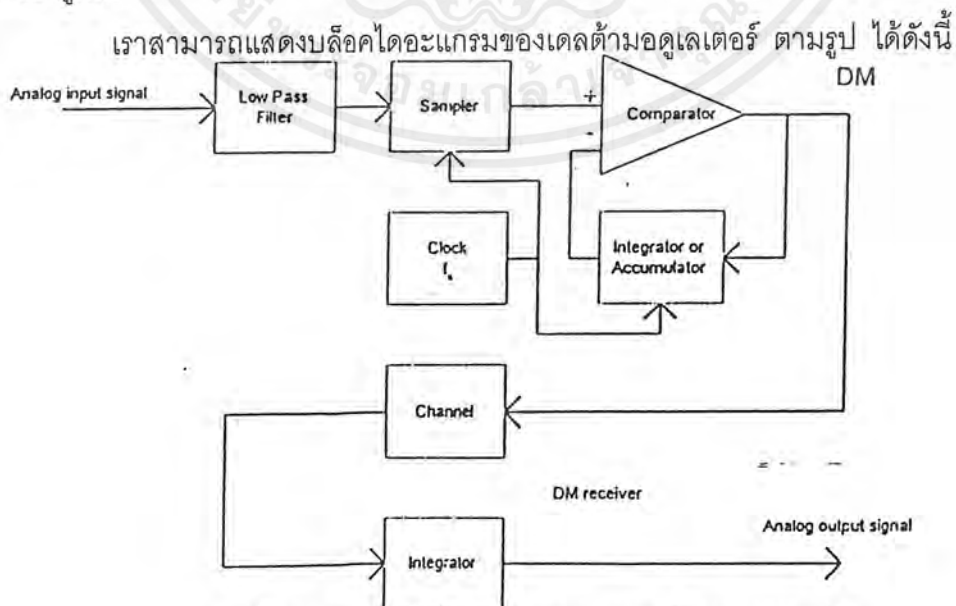 เราสามารถแสดงบล็อคไดอะแกรมของเดลต้ามอดูเลเตอร์ ตามรูป ได้ดังนี้
DM
Analog input signal
Low Pass
Filter
Sampler
+
-
Comparator
Clock
fs
Integrator or
Accumulator
Channel
DM receiver
Analog output signal
Integrator